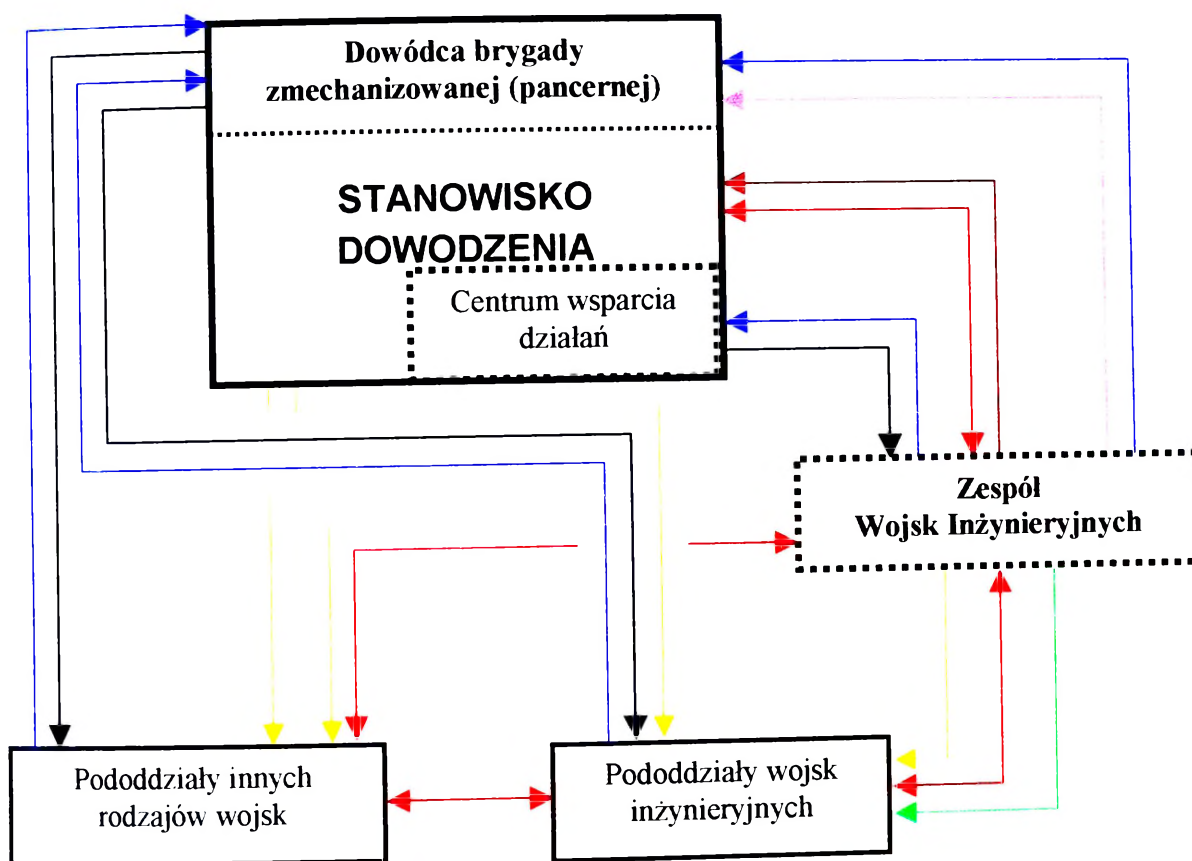 Dowódca brygady
zmechanizowanej (pancernej)
STANOWISKO
DOWODZENIA
Centrum wsparcia
działań
Zespół
Wojsk Inżynieryjnych
Pododdziały innych
rodzajów wojsk
Pododdziały wojsk
inżynieryjnych